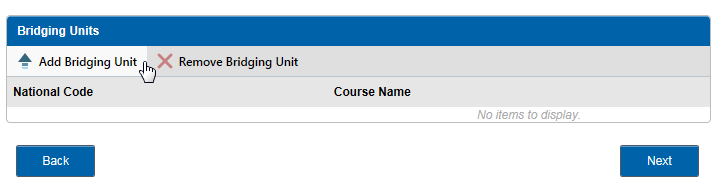 Bridging Units
Add Bridging Unit Remove Bridging Unit
National Code Course Name
No items to display.
Back Next